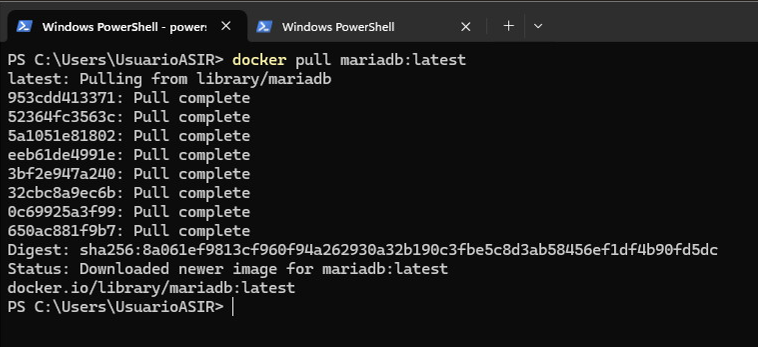 Windows PowerShell - powers
Windows PowerShell
PS C:\Users\UsuarioASIR> docker pull mariadb:latest
latest: Pulling from library/mariadb
953cdd413371: Pull complete
52364fc3563c: Pull complete
5a1051e81802: Pull complete
eeb61de4991e: Pull complete
3bf2e947a240: Pull complete
32cbc8a9ec6b: Pull complete
0c69925a3f99: Pull complete
650ac881f9b7: Pull complete
Digest: sha256:8a061ef9813cf960f94a262930a32b190c3fbe5c8d3ab58456ef1df4b90fd5dc
Status: Downloaded newer image for mariadb:latest
docker.io/library/mariadb:latest
PS C:\Users\UsuarioASIR>